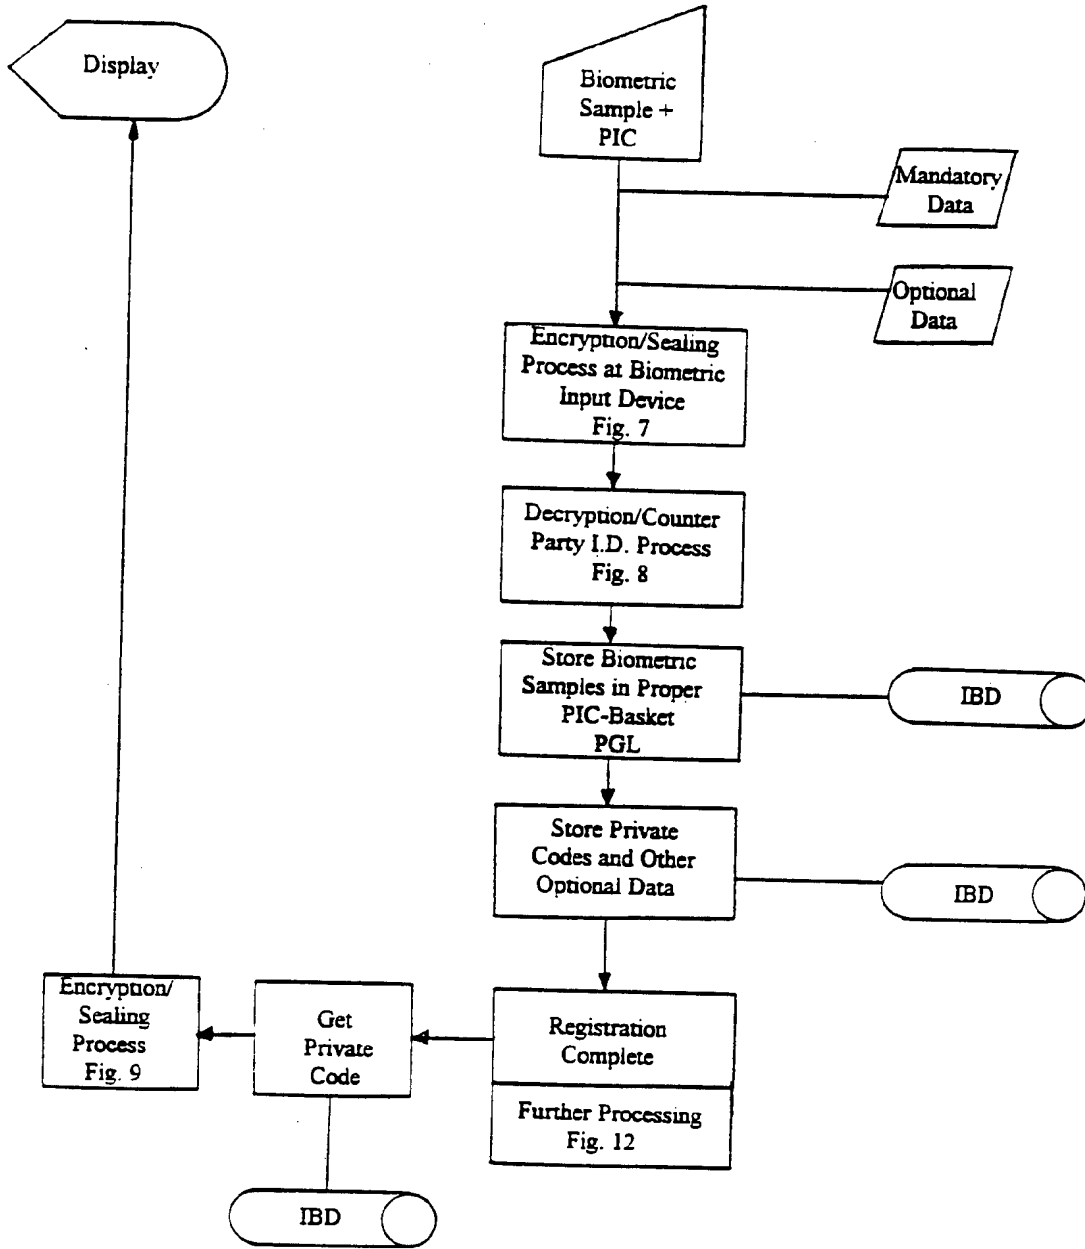 Display
Biometric
Sample +
PIC
Mandatory
Data
Optional
Data
Encryption/Sealing
Process at Biometric
Input Device
Fig. 7
Decryption/Counter
Party I.D. Process
Fig. 8
Store Biometric
Samples in Proper
PIC-Basket
PGL
IBD
Store Private
Codes and Other
Optional Data
IBD
Registration
Complete
Further Processing
Fig. 12
Get
Private
Code
IBD
Encryption/
Sealing
Process
Fig. 9